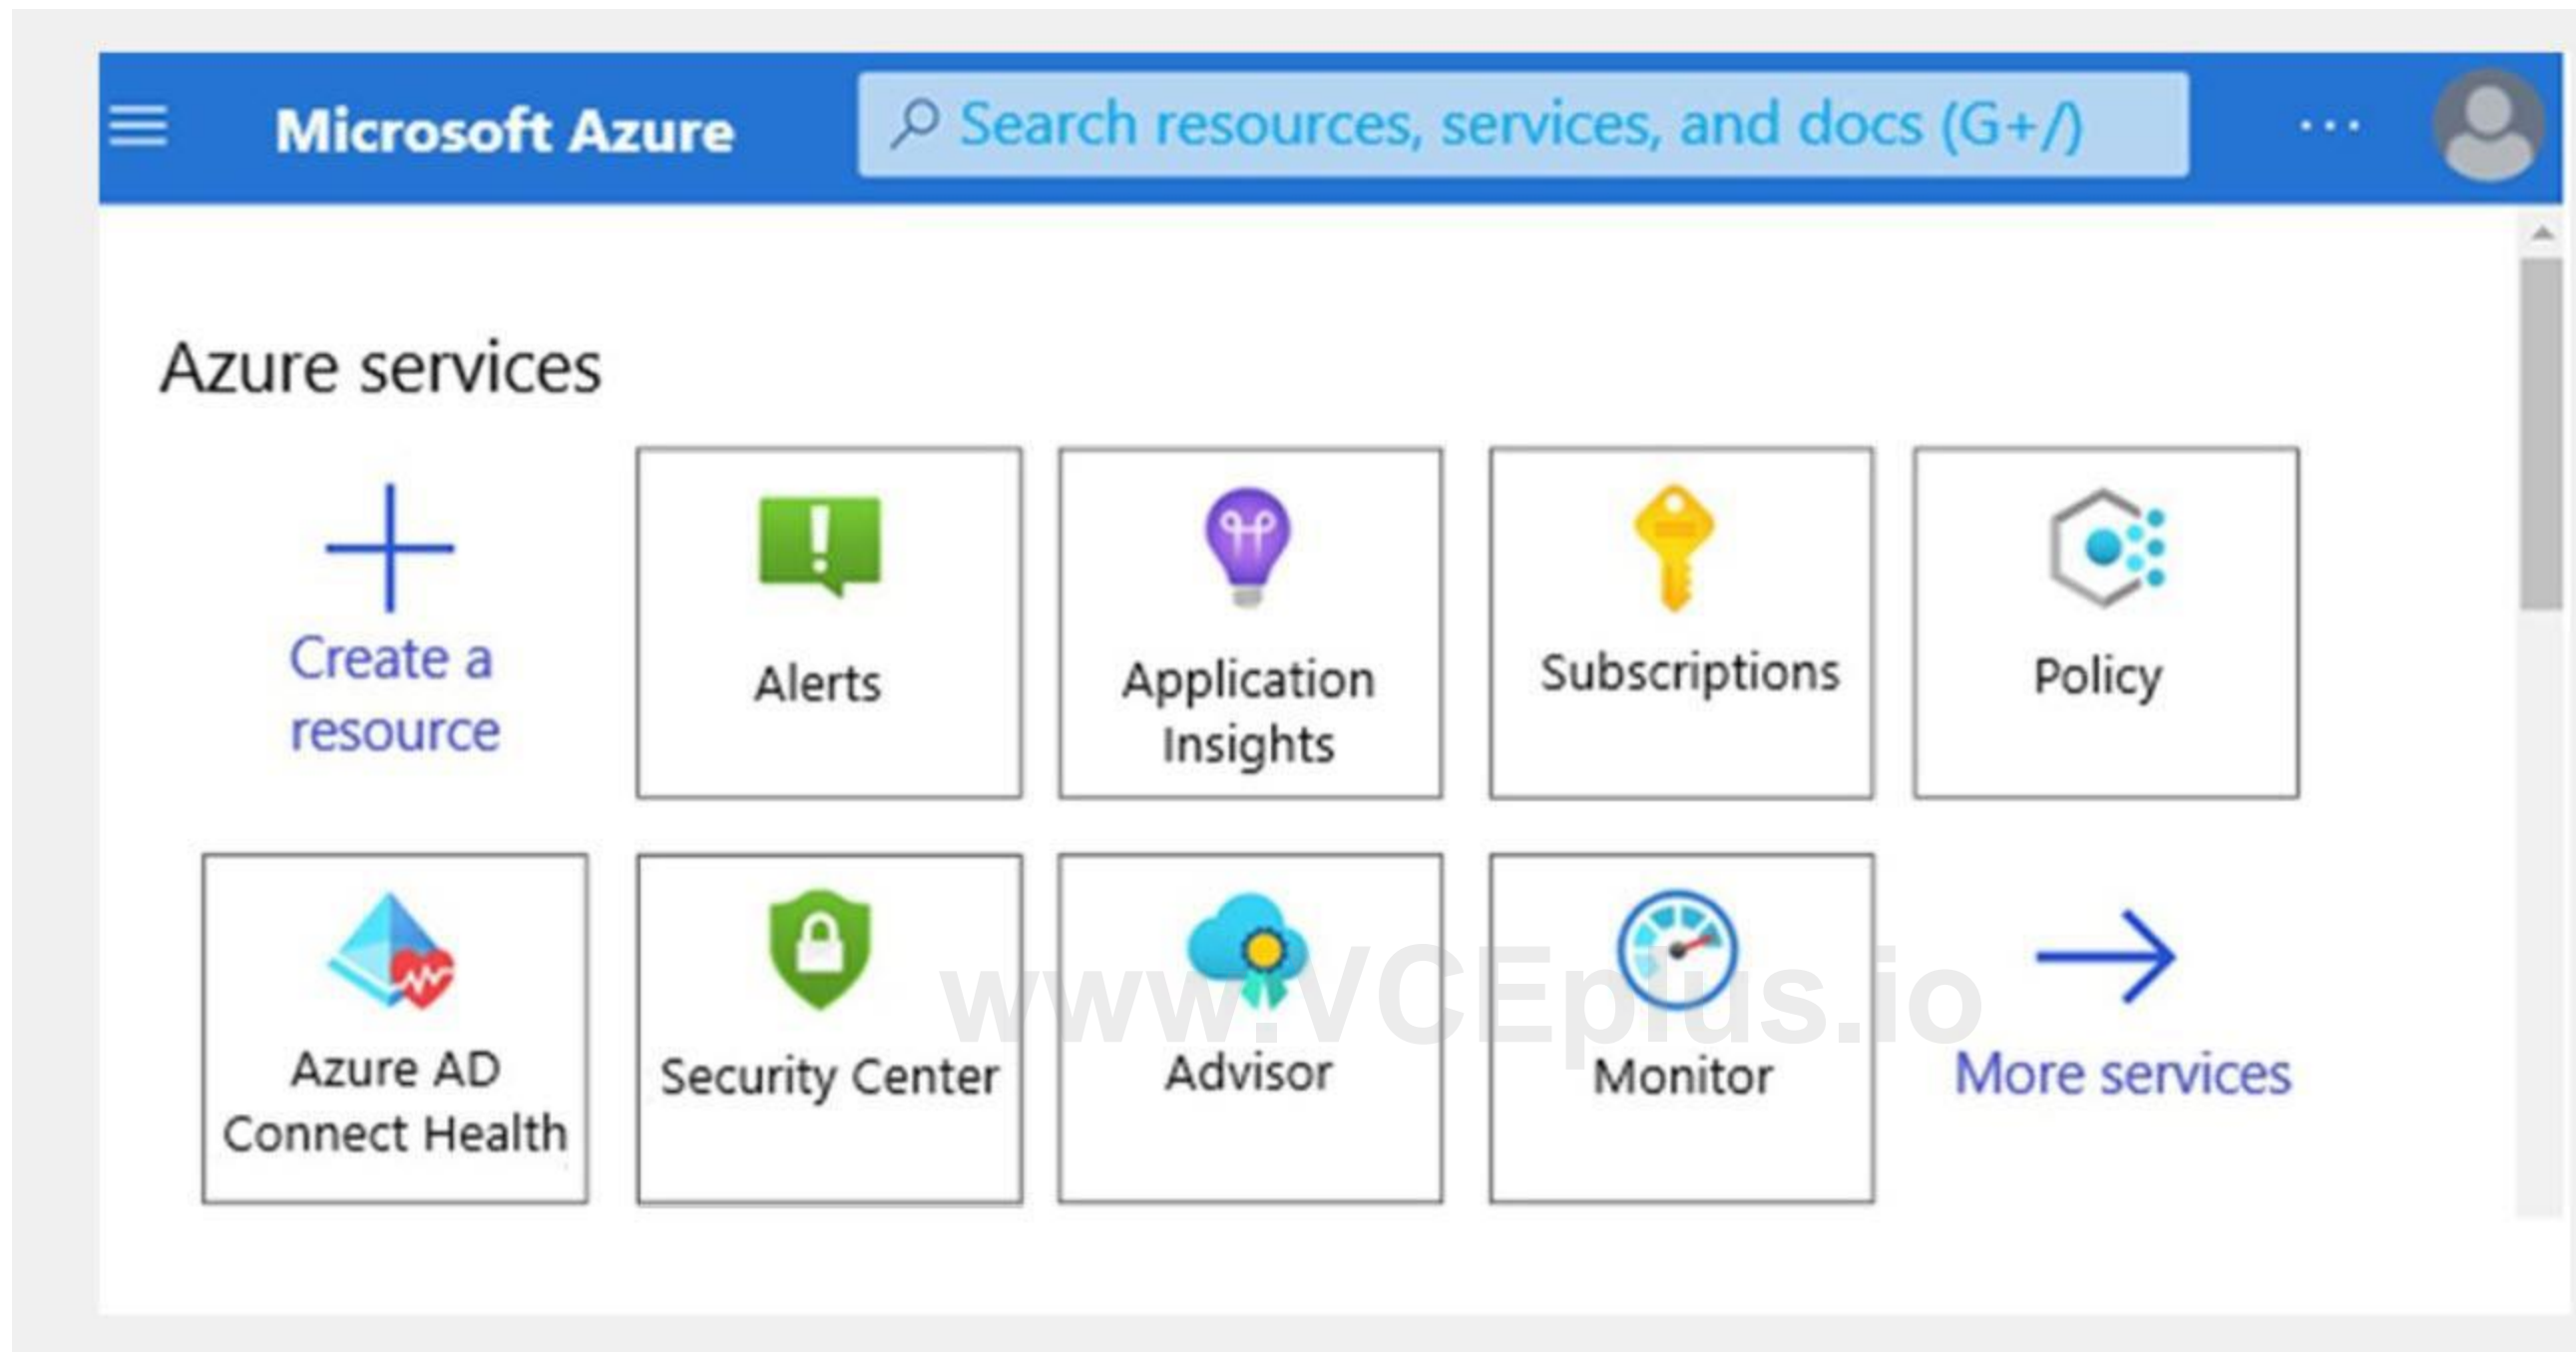 Microsoft Azure
Search resources, services, and docs (G+/)
Azure services
Create a
resource
Alerts
Application
Insights
Subscriptions
Policy
Azure AD
Connect Health
Security Center
Advisor
Monitor
More services
www.VCEplus.io